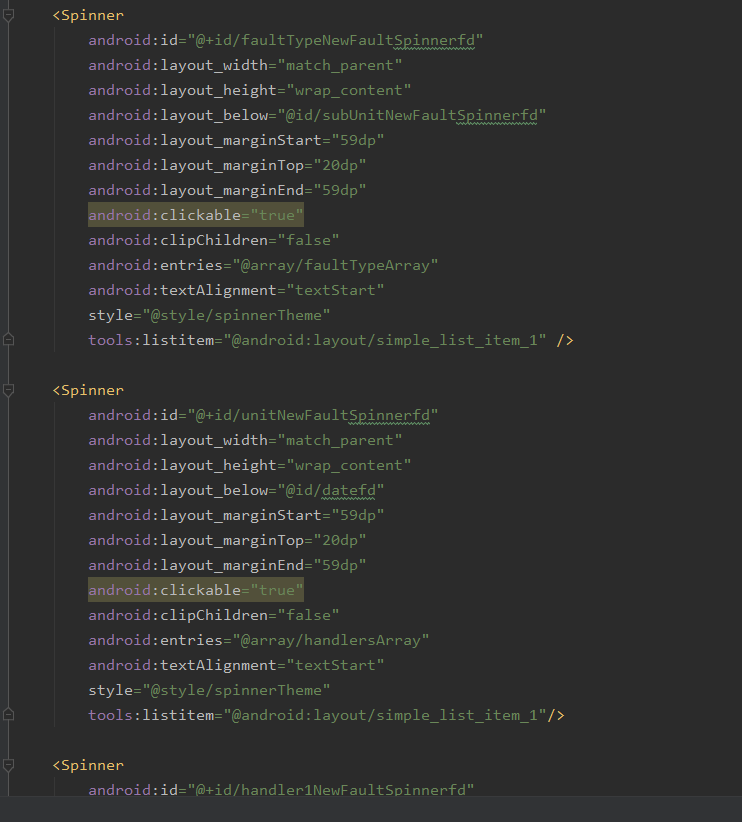 <Spinner
android:id="@+id/faultTypeNewFaultSpinnerfd"
android:layout_width="match_parent"
android:layout_height="wrap_content"
android:layout_below="@id/subUnitNewFaultSpinnerfd"
android:layout_marginStart="59dp"
android:layout_marginTop="20dp"
android:layout_marginEnd="59dp"
android:clickable="true"
android:clipChildren="false"
android:entries="@array/faultTypeArray"
android:textAlignment="textStart"
style="@style/spinnerTheme"
tools:listitem="@android:layout/simple_list_item_1" />
<Spinner
android:id="@+id/unitNewFaultSpinnerfd"
android:layout_width="match_parent"
android:layout_height="wrap_content"
android:layout_below="@id/datefd"
android:layout_marginStart="59dp"
android:layout_marginTop="20dp"
android:layout_marginEnd="59dp"
android:clickable="true"
android:clipChildren="false"
android:entries="@array/handlersArray"
android:textAlignment="textStart"
style="@style/spinnerTheme"
tools:listitem="@android:layout/simple_list_item_1"/>
<Spinner
android:id="@+id/handler1NewFaultSpinnerfd"